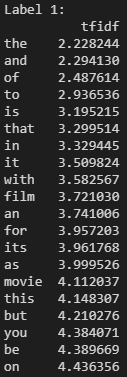 Label 1:
tfidf
the 2.228244
and 2.294130
of 2.487614
to 2.936536
is 3.195215
that 3.299514
in 3.329445
it 3.509824
with 3.582567
film 3.721030
an 3.741006
for 3.957203
its 3.961768
as 3.999526
movie 4.112037
this 4.148307
but 4.210276
you 4.384071
be 4.389669
on 4.436356